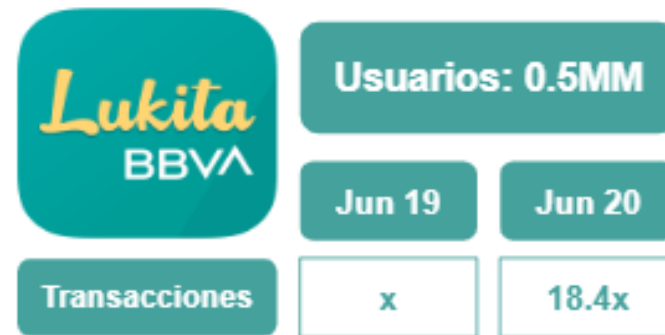 Lukita
BBVA
Usuarios: 0.5MM
Jun 19
Jun 20
Transacciones
x
18.4x